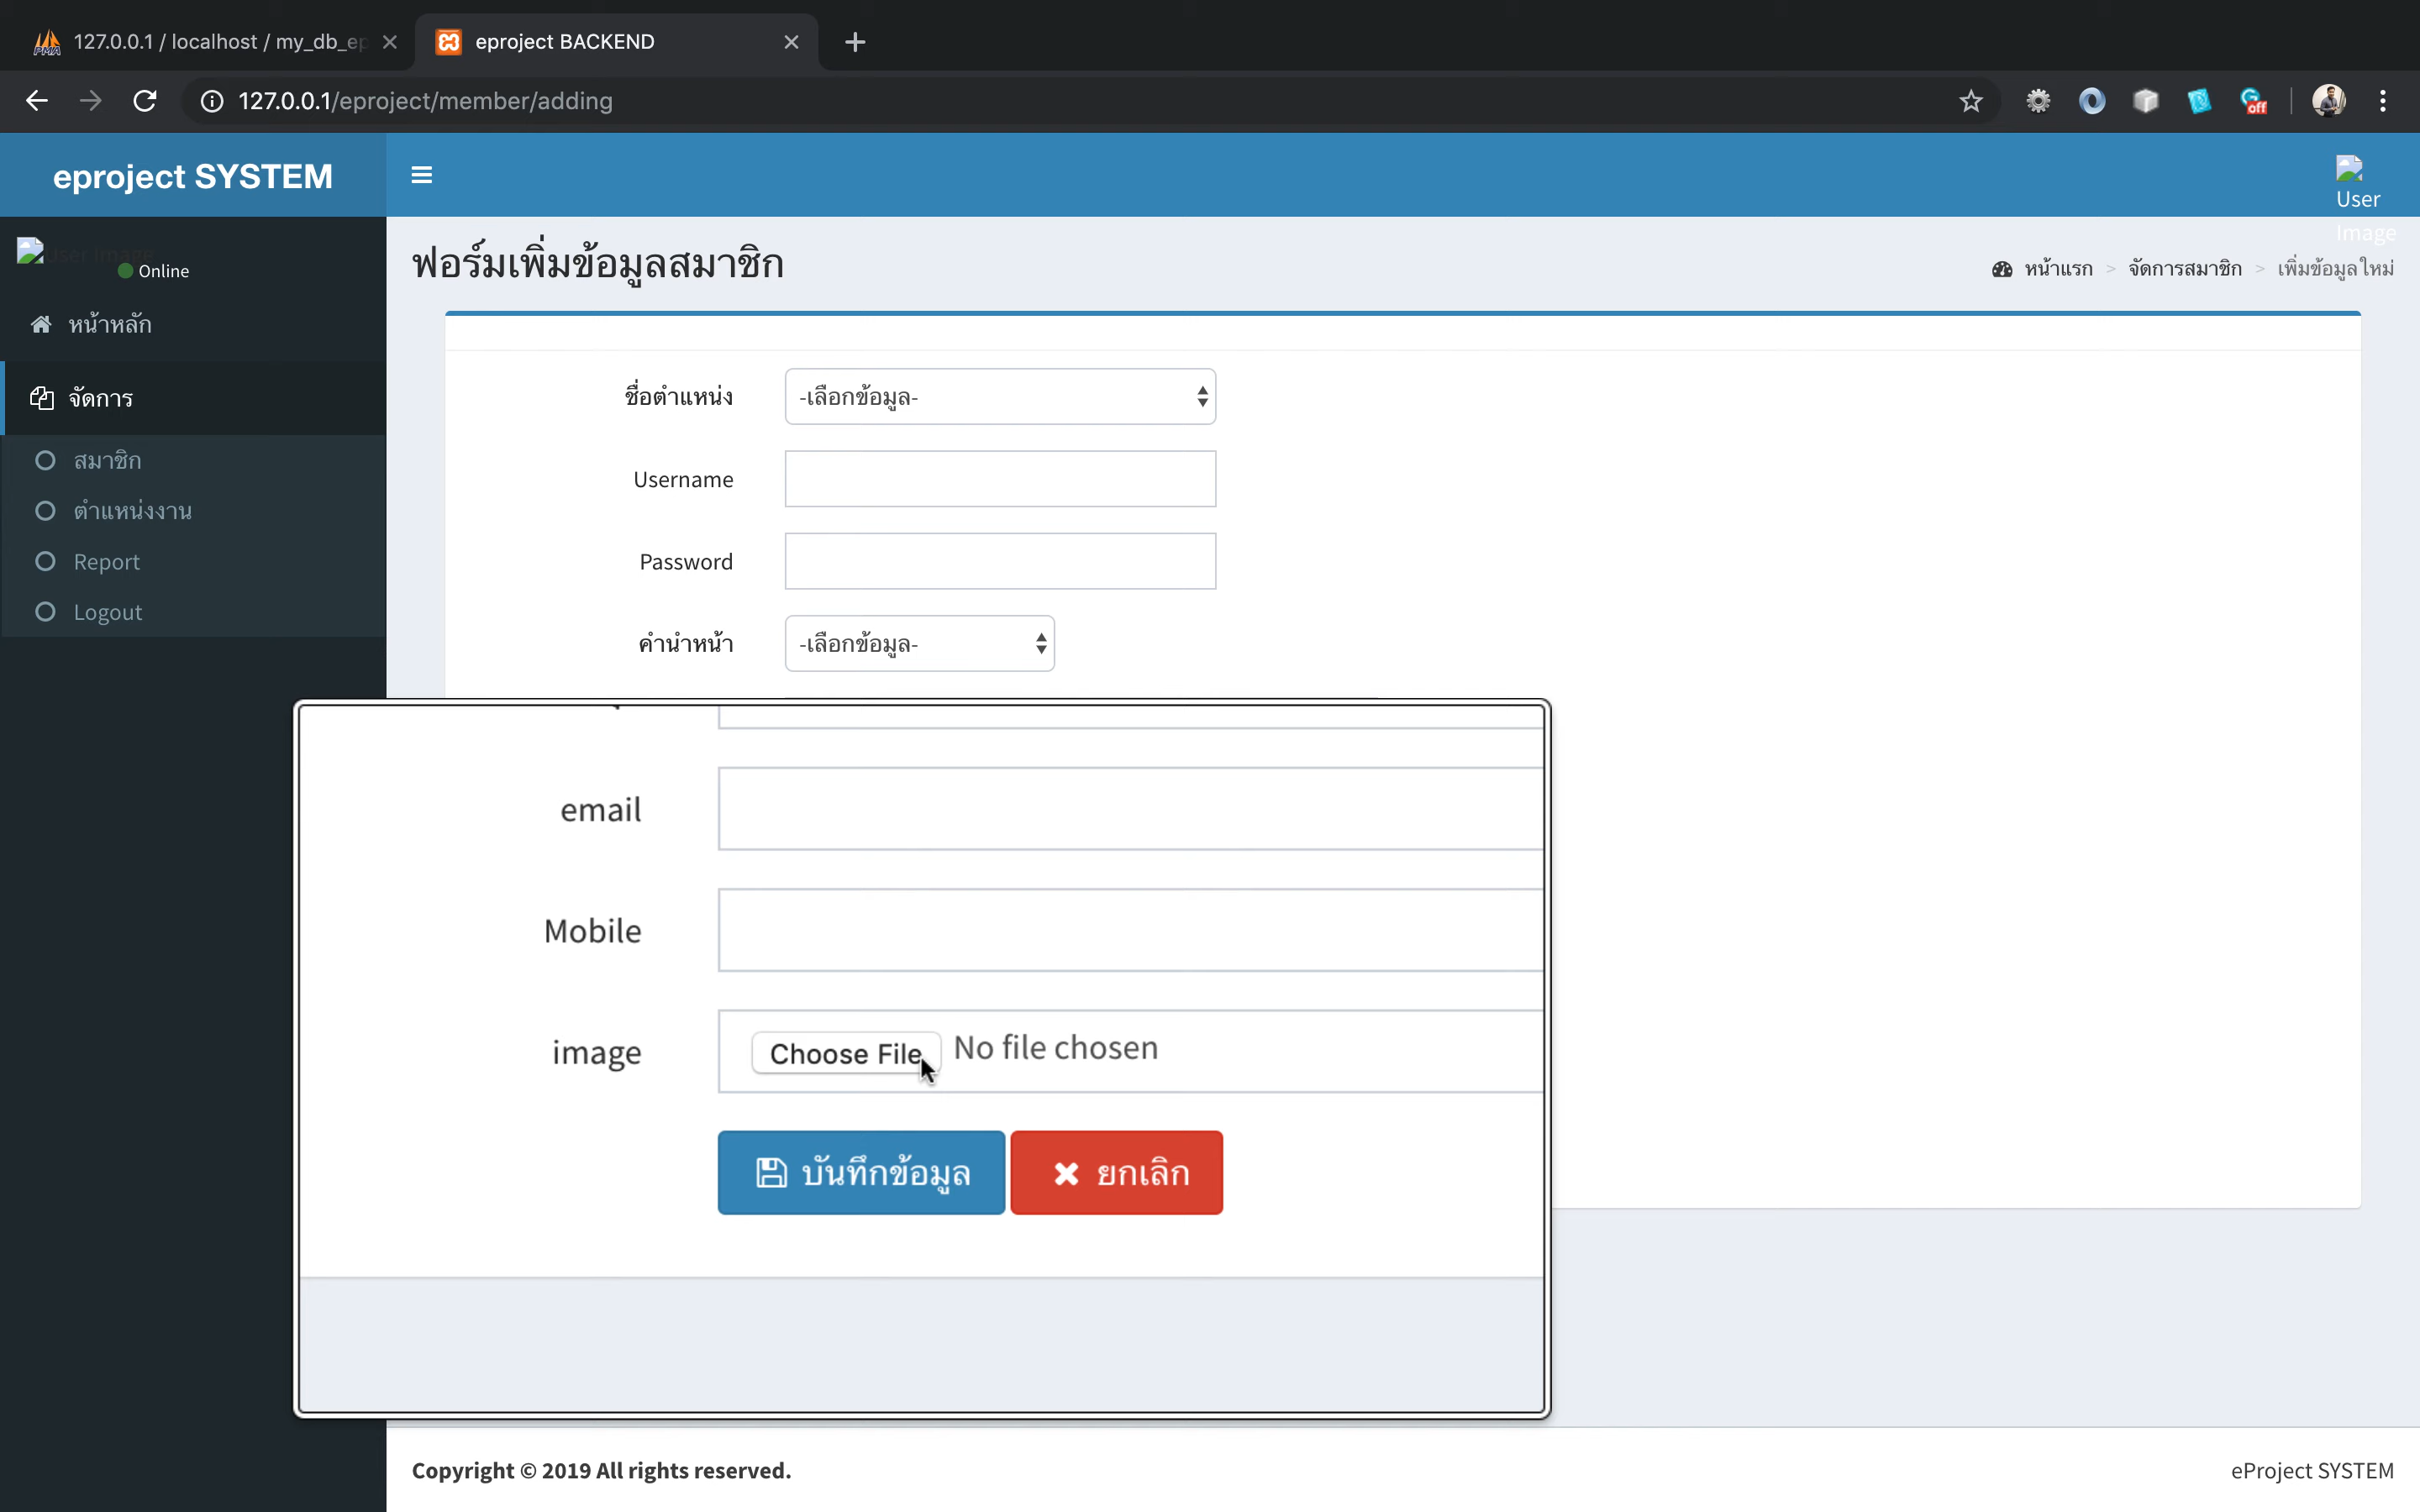 127.0.0.1 / localhost / my_db_ep
eproject BACKEND
127.0.0.1/eproject/member/adding
off
eproject SYSTEM
User
Image
User Image
Online
หน้าหลัก
จัดการ
สมาชิก
ตำแหน่งงาน
Report
Logout
ฟอร์มเพิ่มข้อมูลสมาชิก
หน้าแรก > จัดการสมาชิก > เพิ่มข้อมูลใหม่
ชื่อตำแหน่ง -เลือกข้อมูล-
Username
Password
คำนำหน้า -เลือกข้อมูล-
email
Mobile
image Choose File No file chosen
บันทึกข้อมูล ยกเลิก
Copyright © 2019 All rights reserved.
eProject SYSTEM